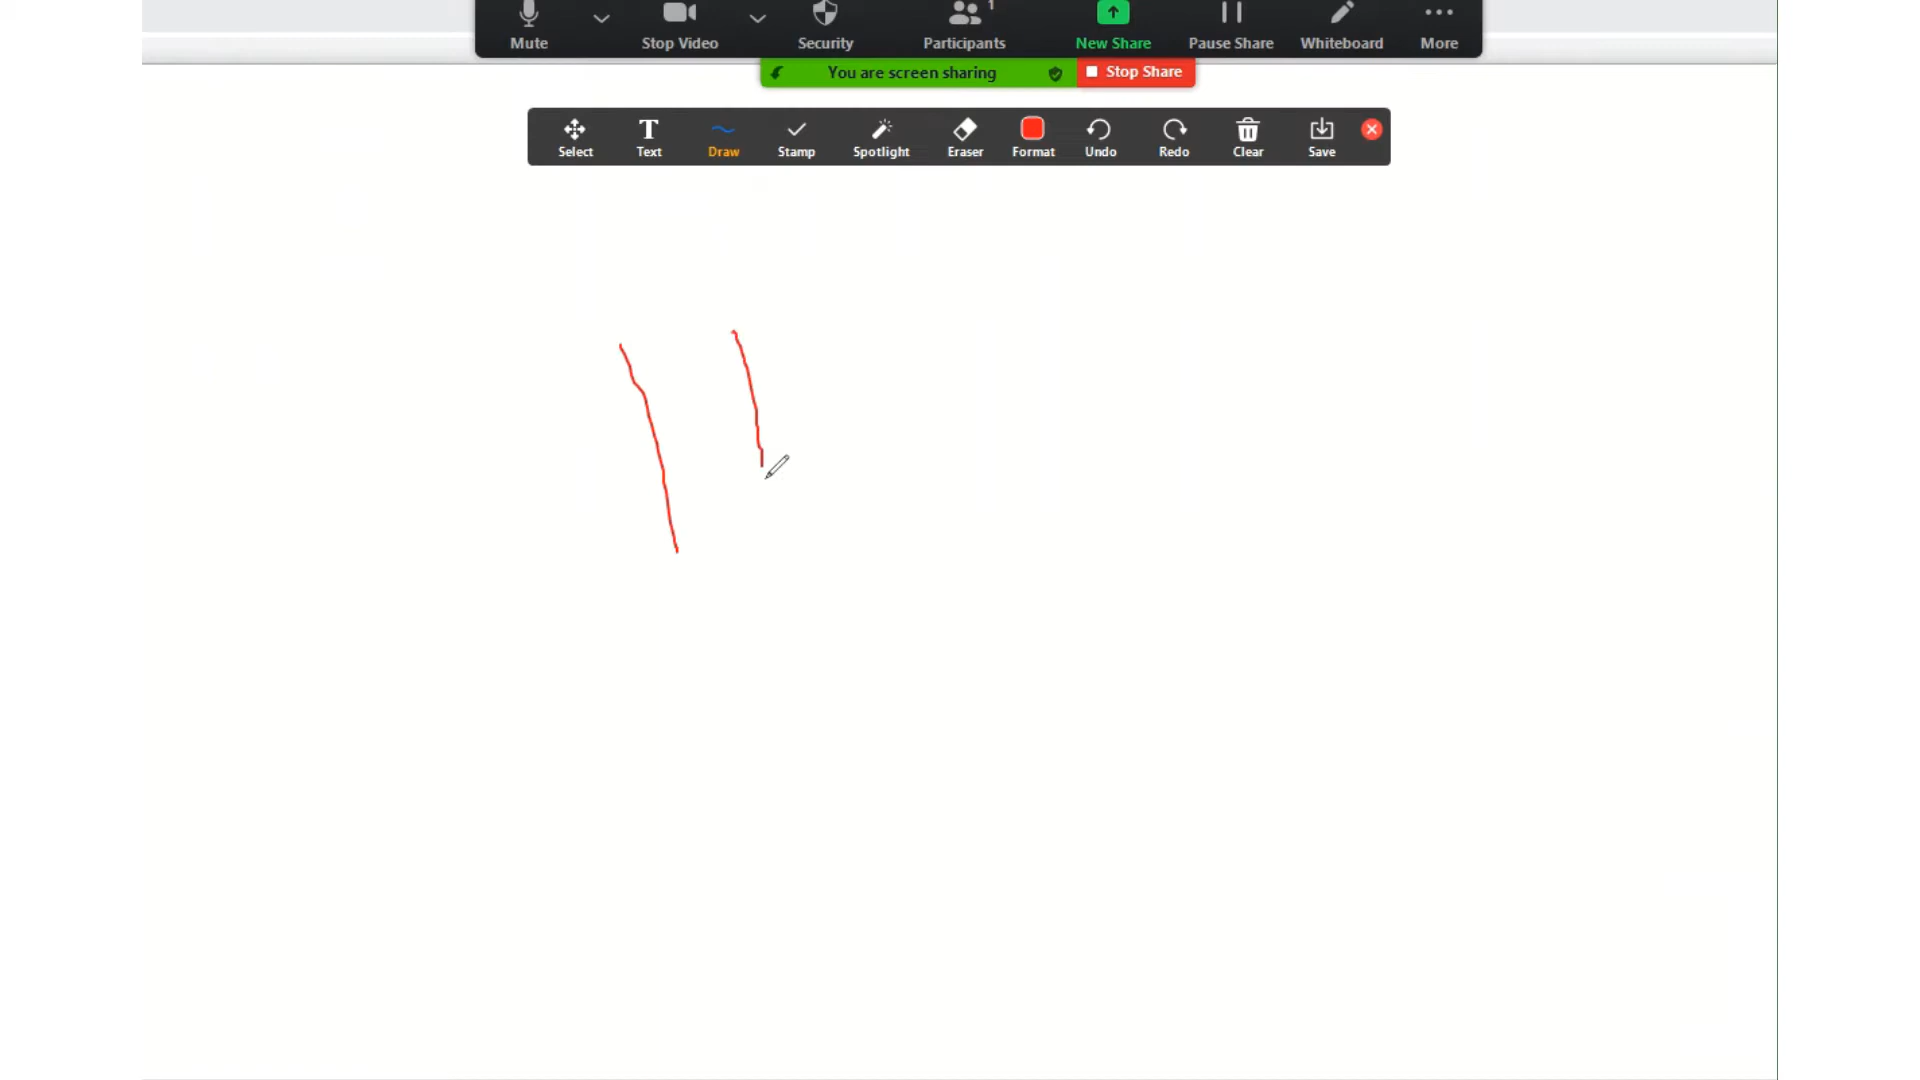 1
Mute Stop Video Security Participants New Share Pause Share Whiteboard More
You are screen sharing Stop Share
T
Select Text Draw Stamp Spotlight Eraser Format Undo Redo Clear Save